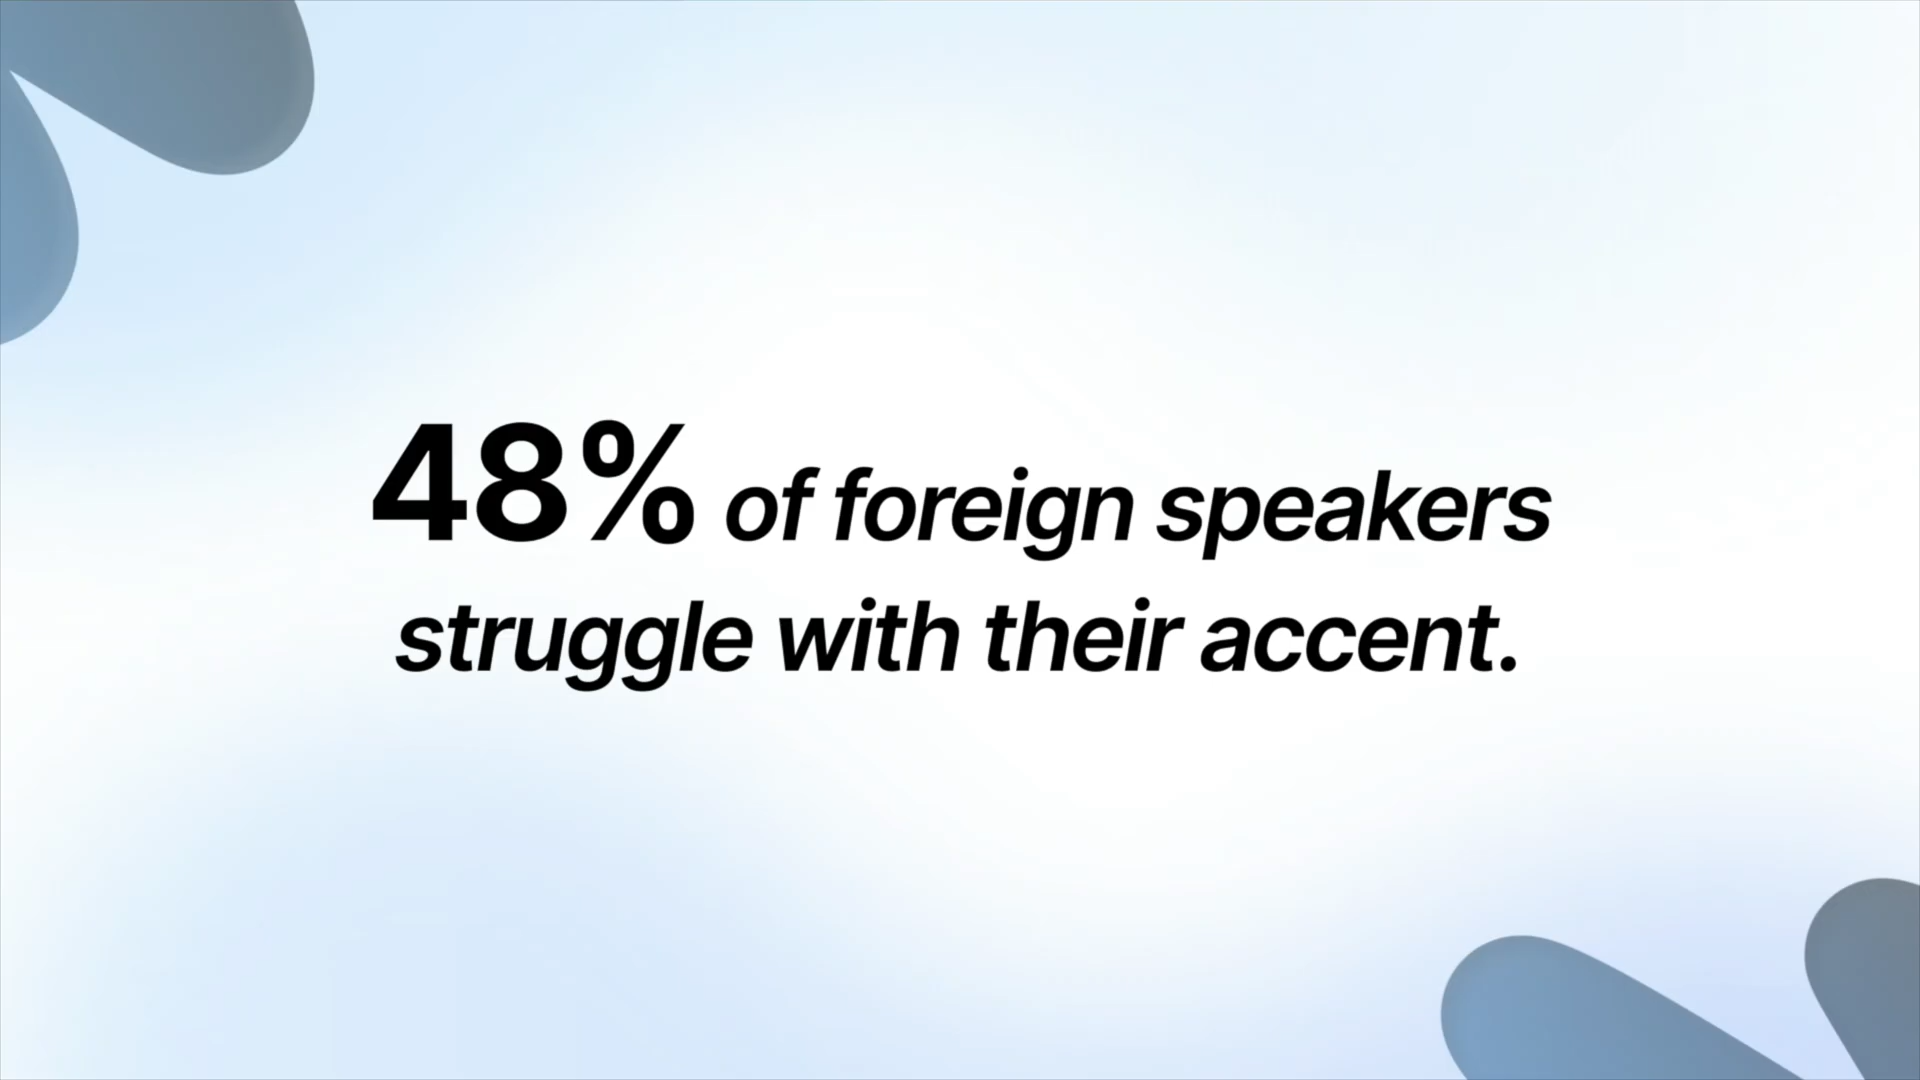 48% of foreign speakers
struggle with their accent.